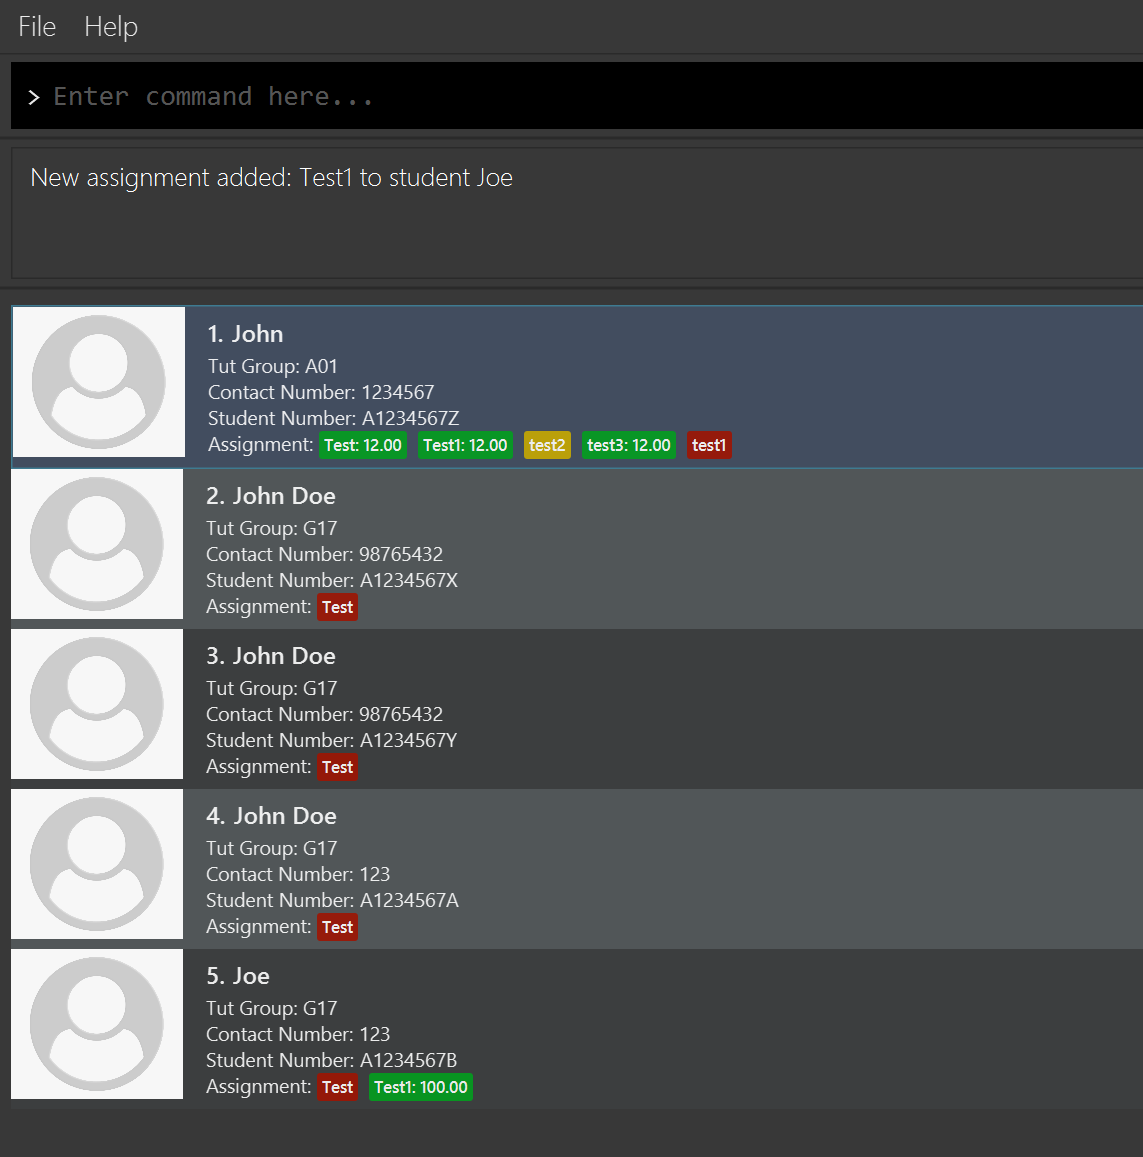 File Help
> Enter command here...
New assignment added: Test1 to student Joe
1. John
Tut Group: A01
Contact Number: 1234567
Student Number: A1234567Z
Assignment: Test: 12.00 Test1: 12.00 test2 test3: 12.00 test1
2. John Doe
Tut Group: G17
Contact Number: 98765432
Student Number: A1234567X
Assignment: Test
3. John Doe
Tut Group: G17
Contact Number: 98765432
Student Number: A1234567Y
Assignment: Test
4. John Doe
Tut Group: G17
Contact Number: 123
Student Number: A1234567A
Assignment: Test
5. Joe
Tut Group: G17
Contact Number: 123
Student Number: A1234567B
Assignment: Test Test1: 100.00